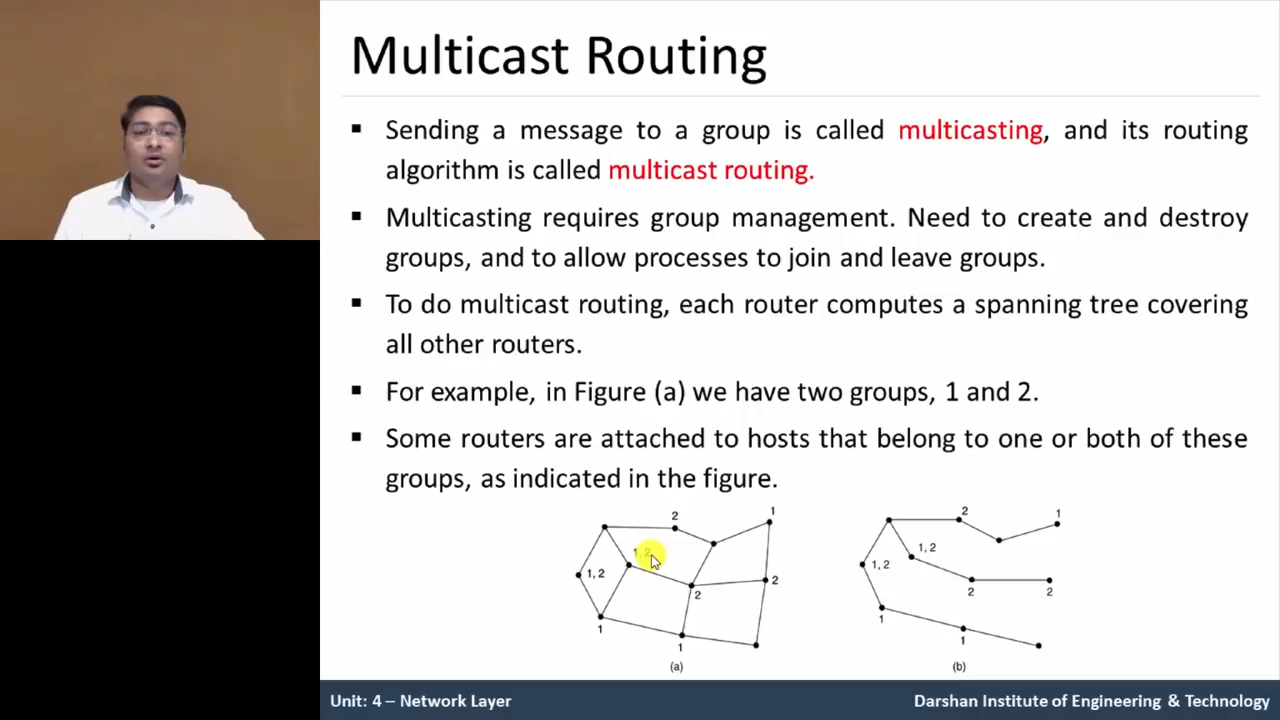 Multicast Routing
▪ Sending a message to a group is called multicasting, and its routing
algorithm is called multicast routing.
▪ Multicasting requires group management. Need to create and destroy
groups, and to allow processes to join and leave groups.
▪ To do multicast routing, each router computes a spanning tree covering
all other routers.
▪ For example, in Figure (a) we have two groups, 1 and 2.
▪ Some routers are attached to hosts that belong to one or both of these
groups, as indicated in the figure.
2
1
1, 2
1, 2
2
2
1
1
(a)
2
1
1, 2
1, 2
2
2
1
1
(b)
Unit: 4 – Network Layer
Darshan Institute of Engineering & Technology